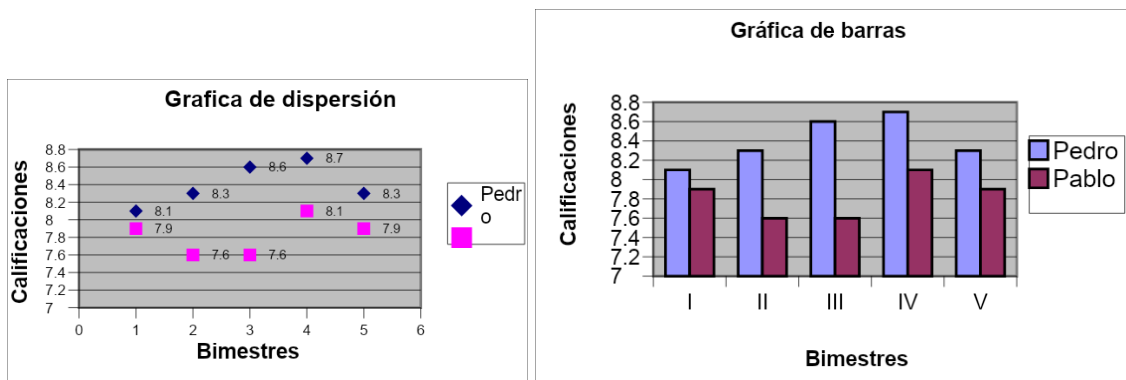 Grafica de dispersión
Calificaciones
8.8
8.6
8.4
8.2
8
7.8
7.6
7.4
7.2
7
8.1
8.3
8.6
8.7
8.3
7.9
7.6
7.6
8.1
7.9
0 1 2 3 4 5 6
Bimestres
Pedr
o
Gráfica de barras
Calificaciones
8.8
8.6
8.4
8.2
8
7.8
7.6
7.4
7.2
7
I II III IV V
Bimestres
Pedro
Pablo